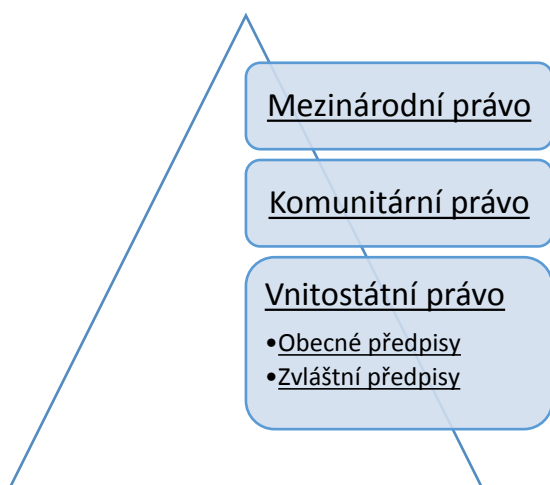 Mezinárodní právo
Komunitární právo
Vnitostátní právo
•Obecné předpisy
•Zvláštní předpisy